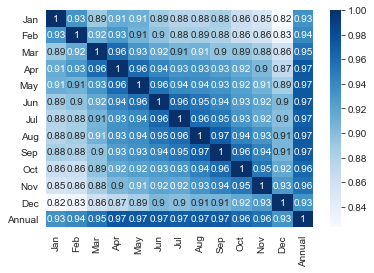 Jan 1 0.93 0.89 0.91 0.91 0.89 0.88 0.88 0.88 0.86 0.85 0.82 0.93
Feb 0.93 1 0.92 0.93 0.91 0.9 0.88 0.89 0.88 0.86 0.86 0.83 0.94
Mar 0.89 0.92 1 0.96 0.93 0.92 0.91 0.91 0.9 0.89 0.88 0.86 0.95
Apr 0.91 0.93 0.96 1 0.96 0.94 0.93 0.93 0.93 0.92 0.9 0.87 0.97
May 0.91 0.91 0.93 0.96 1 0.96 0.94 0.94 0.93 0.92 0.91 0.89 0.97
Jun 0.89 0.9 0.92 0.94 0.96 1 0.96 0.95 0.94 0.93 0.92 0.9 0.97
Jul 0.88 0.88 0.91 0.93 0.94 0.96 1 0.96 0.95 0.93 0.92 0.9 0.97
Aug 0.88 0.89 0.91 0.93 0.94 0.95 0.96 1 0.97 0.94 0.93 0.91 0.97
Sep 0.88 0.88 0.9 0.93 0.93 0.94 0.95 0.97 1 0.96 0.94 0.91 0.97
Oct 0.86 0.86 0.89 0.92 0.92 0.93 0.93 0.94 0.96 1 0.95 0.92 0.96
Nov 0.85 0.86 0.88 0.9 0.91 0.92 0.92 0.93 0.94 0.95 1 0.93 0.96
Dec 0.82 0.83 0.86 0.87 0.89 0.9 0.9 0.91 0.91 0.92 0.93 1 0.93
Annual 0.93 0.94 0.95 0.97 0.97 0.97 0.97 0.97 0.97 0.96 0.96 0.93 1
Jan Feb Mar Apr May Jun Jul Aug Sep Oct Nov Dec Annual
1.00
0.96
0.92
0.88
0.84